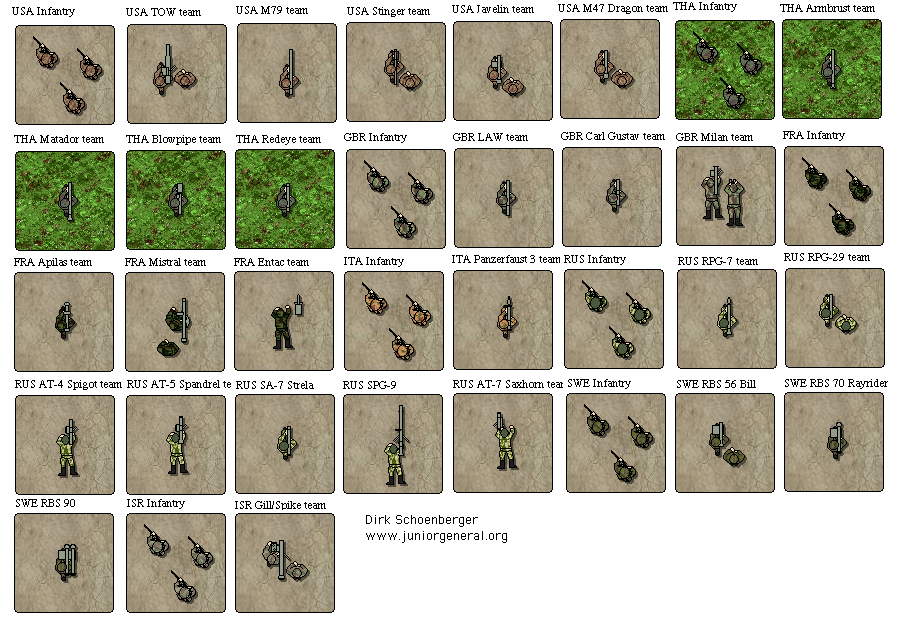 USA Infantry
USA TOW team
USA M79 team
USA Stinger team
USA Javelin team
USA M47 Dragon team
THA Infantry
THA Armbrust team
THA Matador team
THA Blowpipe team
THA Redeye team
GBR Infantry
GBR LAW team
GBR Carl Gustav team
GBR Milan team
FRA Infantry
FRA Apilas team
FRA Mistral team
FRA Entac team
ITA Infantry
ITA Panzerfaust 3 team
RUS Infantry
RUS RPG-7 team
RUS RPG-29 team
RUS AT-4 Spigot team
RUS AT-5 Spandrel te
RUS SA-7 Strela
RUS SPG-9
RUS AT-7 Saxhorn tear
SWE Infantry
SWE RBS 56 Bill
SWE RBS 70 Rayrider
SWE RBS 90
ISR Infantry
ISR Gill/Spike team
Dirk Schoenberger
www.juniorgeneral.org